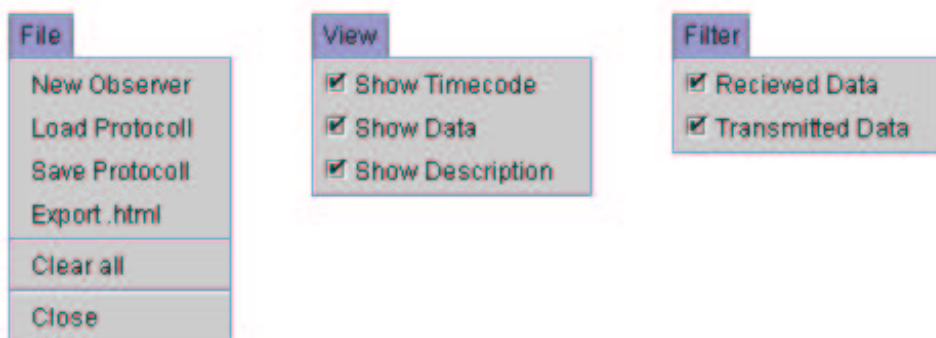 File
New Observer
Load Protocoll
Save Protocoll
Export .html
Clear all
Close
View
Show Timecode
Show Data
Show Description
Filter
Recieved Data
Transmitted Data